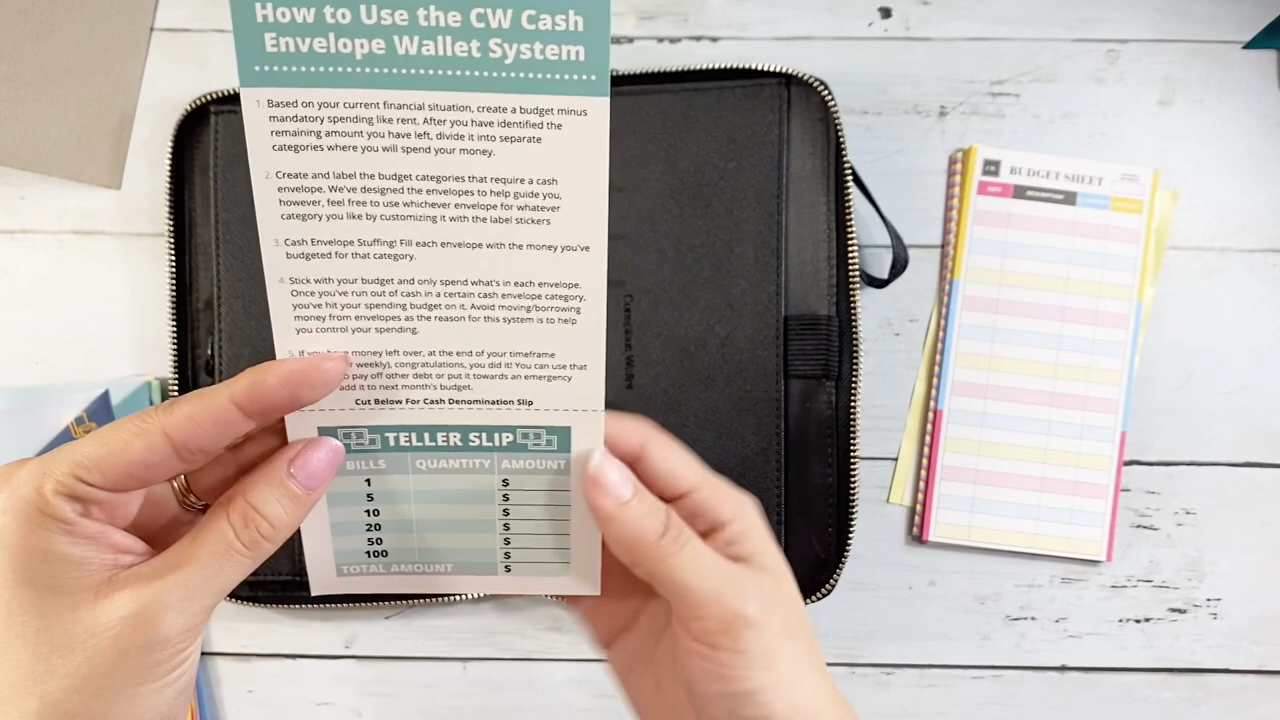 How to Use the CW Cash
Envelope Wallet System
1. Based on your current financial situation, create a budget minus
mandatory spending like rent. After you have identified the
remaining amount you have left, divide it into separate
categories where you will spend your money.
2. Create and label the budget categories that require a cash
envelope. We've designed the envelopes to help guide you,
however, feel free to use whichever envelope for whatever
category you like by customizing it with the label stickers
3. Cash Envelope Stuffing! Fill each envelope with the money you've
budgeted for that category.
4. Stick with your budget and only spend what's in each envelope.
Once you've run out of cash in a certain cash envelope category,
you've hit your spending budget on it. Avoid moving/borrowing
money from envelopes as the reason for this system is to help
you control your spending.
5. If you have money left over, at the end of your timeframe
weekly), congratulations, you did it! You can use that
pay off other debt or put it towards an emergency
add it to next month's budget.
Cut Below For Cash Denomination Slip
TELLER SLIP
BILLS QUANTITY AMOUNT
1 $
5 $
10 $
20 $
50 $
100 $
TOTAL AMOUNT $
BUDGET SHEET
DATE DESCRIPTION